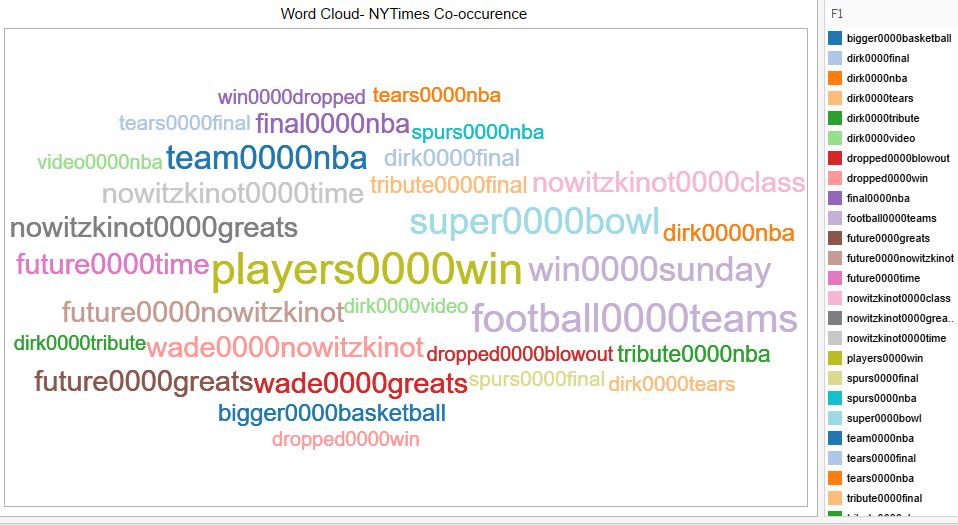 Word Cloud- NYTimes Co-occurence
win0000dropped tears0000nba
tears0000final final0000nba spurs0000nba
video0000nba team0000nba dirk0000final
nowitzkinot0000time tribute0000final nowitzkinot0000class
nowitzkinot0000greats super0000bowl dirk0000nba
future0000time players0000win win0000sunday
future0000nowitzkinot dirk0000video football0000teams
dirk0000tribute wade0000nowitzkinot dropped0000blowout tribute0000nba
future0000greats wade0000greats spurs0000final dirk0000tears
bigger0000basketball
dropped0000win
F1
bigger0000basketball
dirk0000final
dirk0000nba
dirk0000tears
dirk0000tribute
dirk0000video
dropped0000blowout
dropped0000win
final0000nba
football0000teams
future0000greats
future0000nowitzkinot
future0000time
nowitzkinot0000class
nowitzkinot0000grea..
nowitzkinot0000time
players0000win
spurs0000final
spurs0000nba
super0000bowl
team0000nba
tears0000final
tears0000nba
tribute0000final